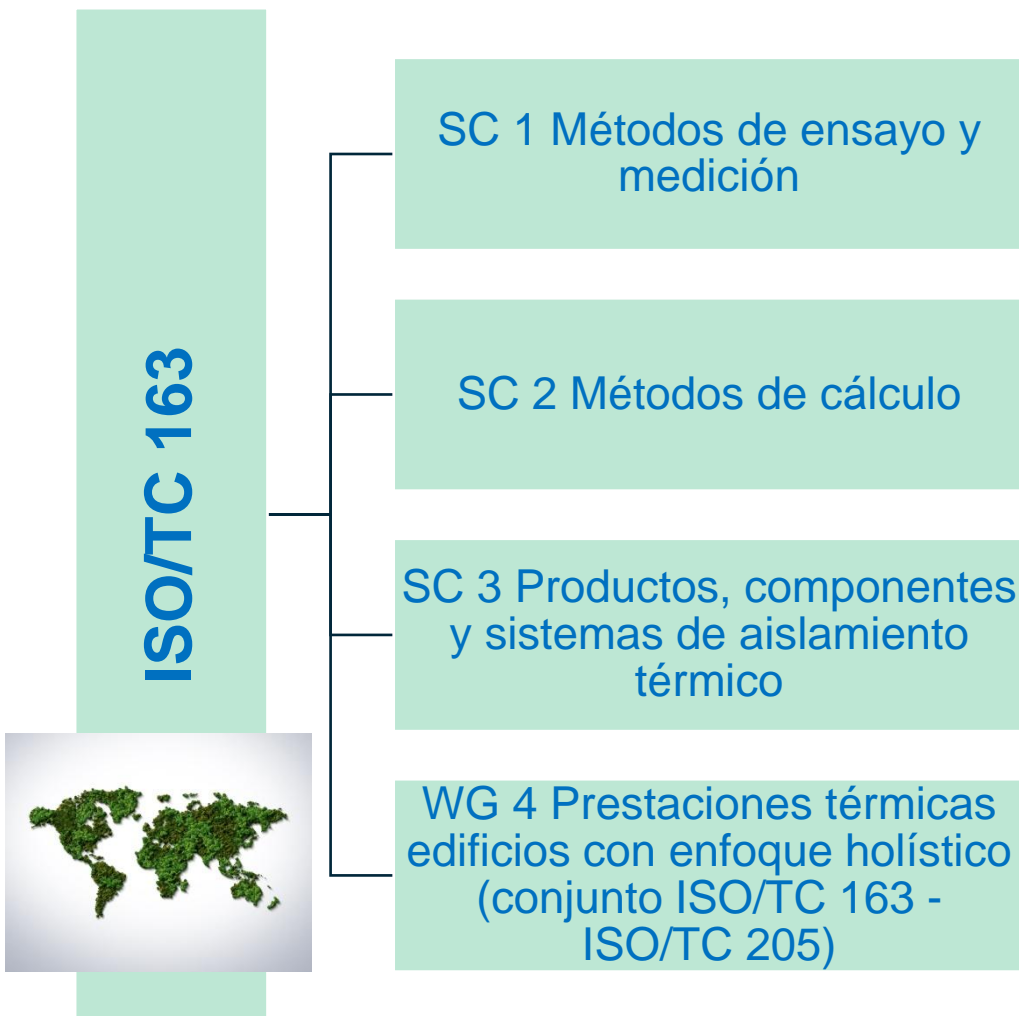 ISO/TC 163
SC 1 Métodos de ensayo y
medición
SC 2 Métodos de cálculo
SC 3 Productos, componentes
y sistemas de aislamiento
térmico
WG 4 Prestaciones térmicas
edificios con enfoque holístico
(conjunto ISO/TC 163 -
ISO/TC 205)